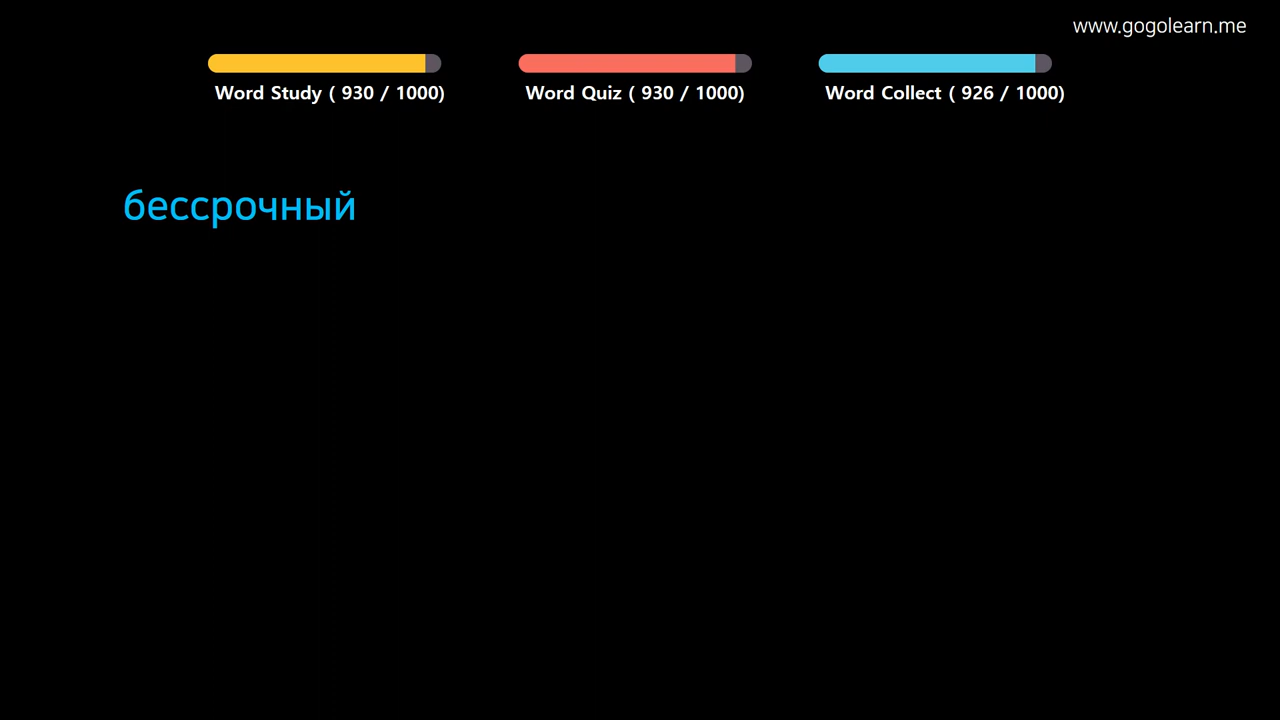 www.gogolearn.me
Word Study ( 930 / 1000)
Word Quiz ( 930 / 1000)
Word Collect ( 926 / 1000)
бессрочный